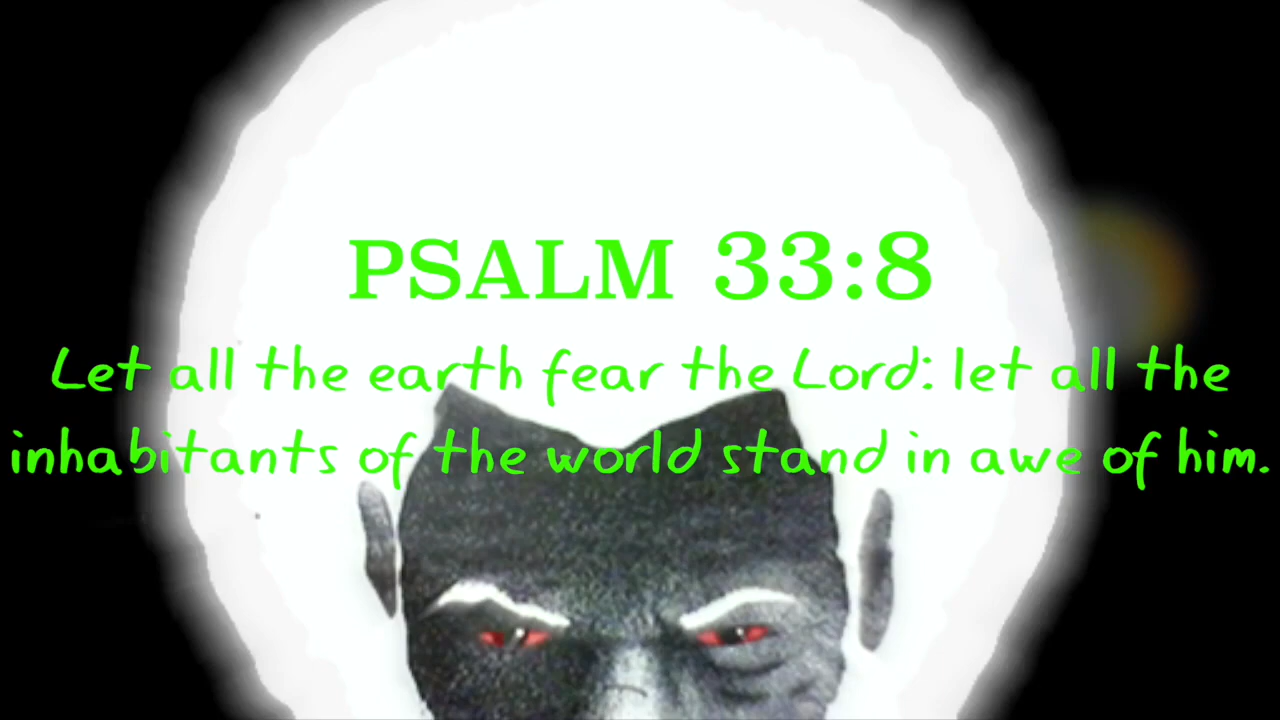 PSALM 33:8
Let all the earth fear the Lord: let all the
inhabitants of the world stand in awe of him.